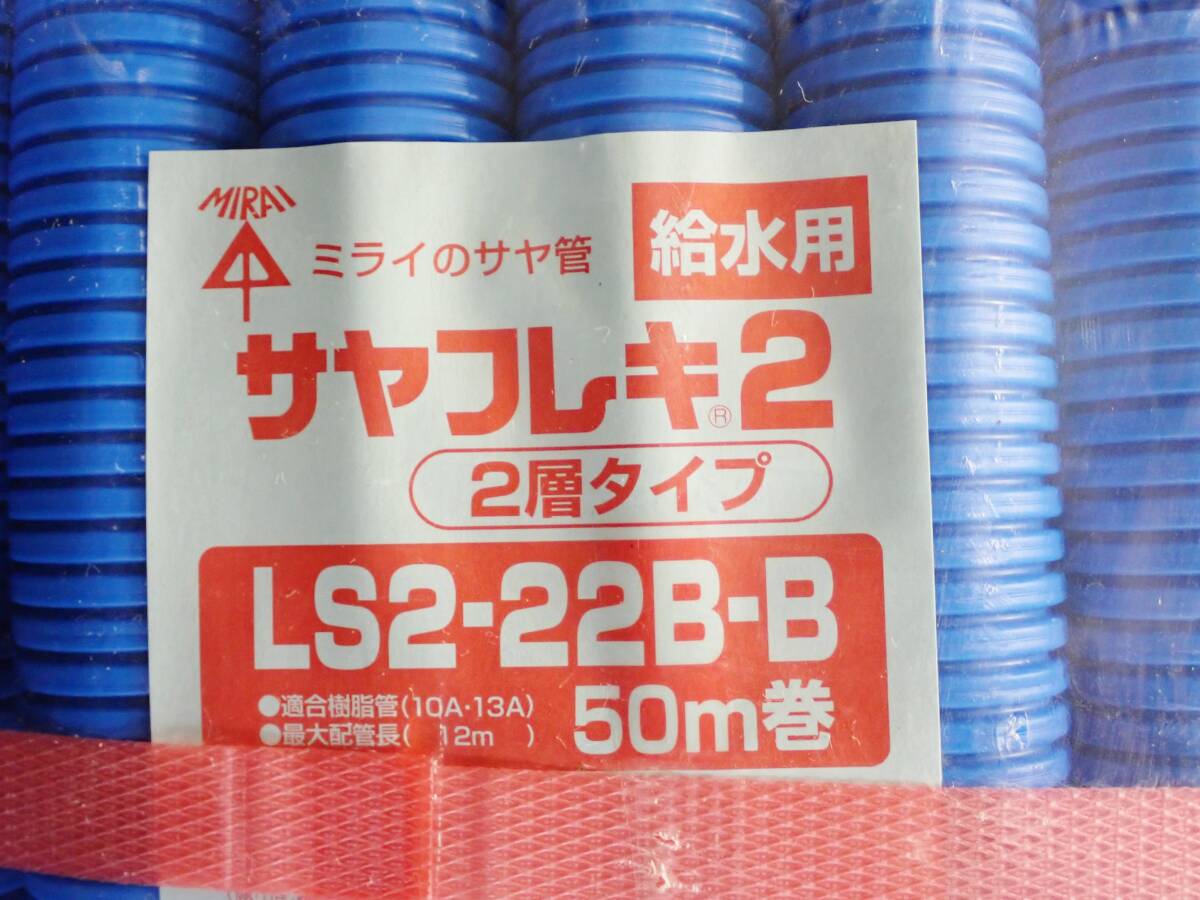 MIRAI
ミライのサヤ管
給水用
サヤフレキ®2
2層タイプ
LS2-22B-B
●適合樹脂管(10A・13A)
●最大配管長( 12m )
50m巻